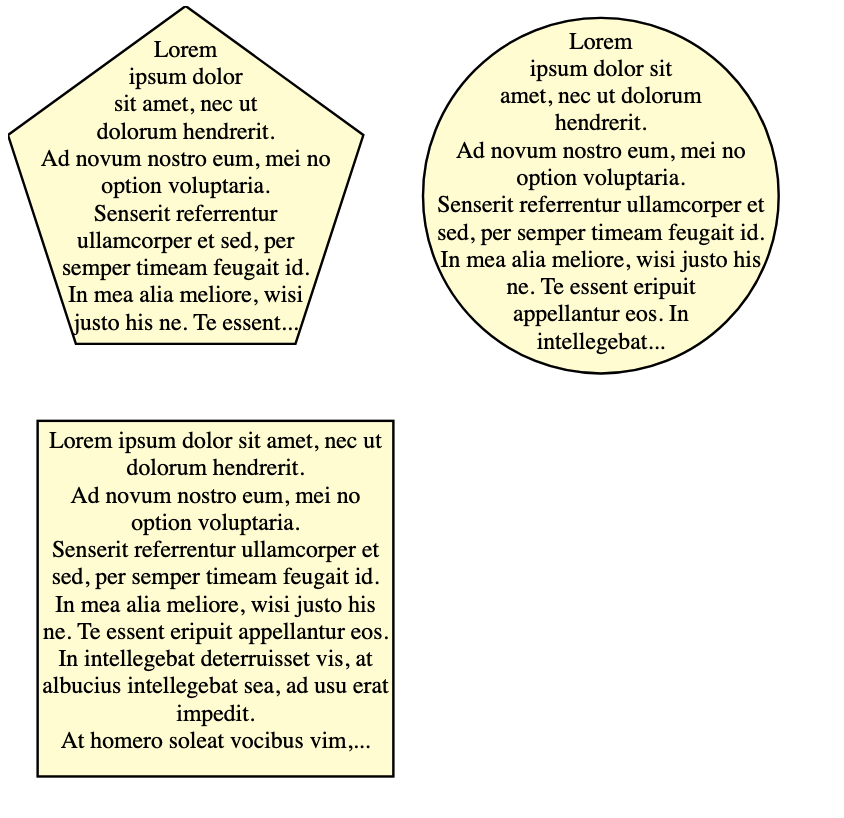 Lorem
ipsum dolor
sit amet, nec ut
dolorum hendrerit.
Ad novum nostro eum, mei no
option voluptaria.
Senserit referrentur
ullamcorper et sed, per
semper timeam feugait id.
In mea alia meliore, wisi
justo his ne. Te essent...
Lorem
ipsum dolor sit
amet, nec ut dolorum
hendrerit.
Ad novum nostro eum, mei no
option voluptaria.
Senserit referrentur ullamcorper et
sed, per semper timeam feugait id.
In mea alia meliore, wisi justo his
ne. Te essent eripuit
appellantur eos. In
intellegebat...
Lorem ipsum dolor sit amet, nec ut
dolorum hendrerit.
Ad novum nostro eum, mei no
option voluptaria.
Senserit referrentur ullamcorper et
sed, per semper timeam feugait id.
In mea alia meliore, wisi justo his
ne. Te essent eripuit appellantur eos.
In intellegebat deterruisset vis, at
albucius intellegebat sea, ad usu erat
impedit.
At homero soleat vocibus vim,...